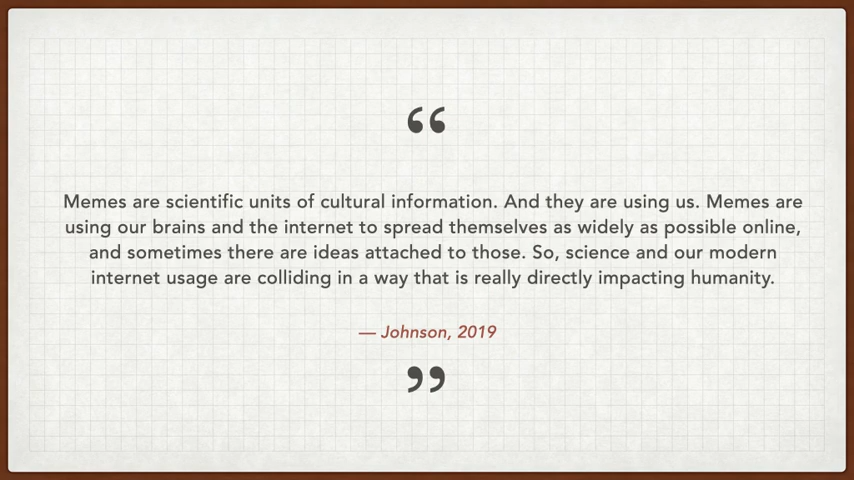 “
Memes are scientific units of cultural information. And they are using us. Memes are
using our brains and the internet to spread themselves as widely as possible online,
and sometimes there are ideas attached to those. So, science and our modern
internet usage are colliding in a way that is really directly impacting humanity.
— Johnson, 2019
”